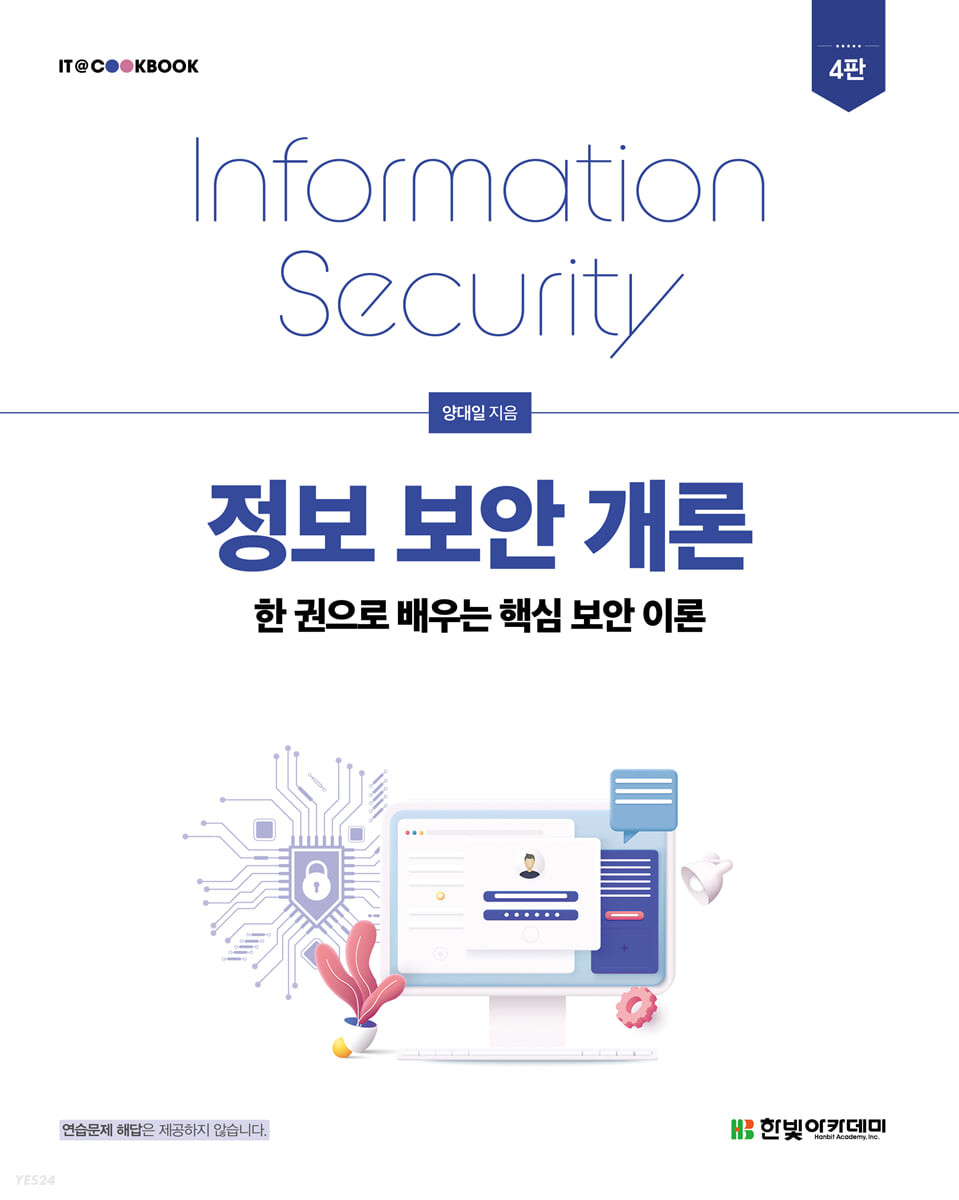 IT@COOKBOOK
4판
Information
Security
양대일 지음
정보 보안 개론
한 권으로 배우는 핵심 보안 이론
연습문제 해답은 제공하지 않습니다.
한빛아카데미
Hanbit Academy, Inc.
YES24